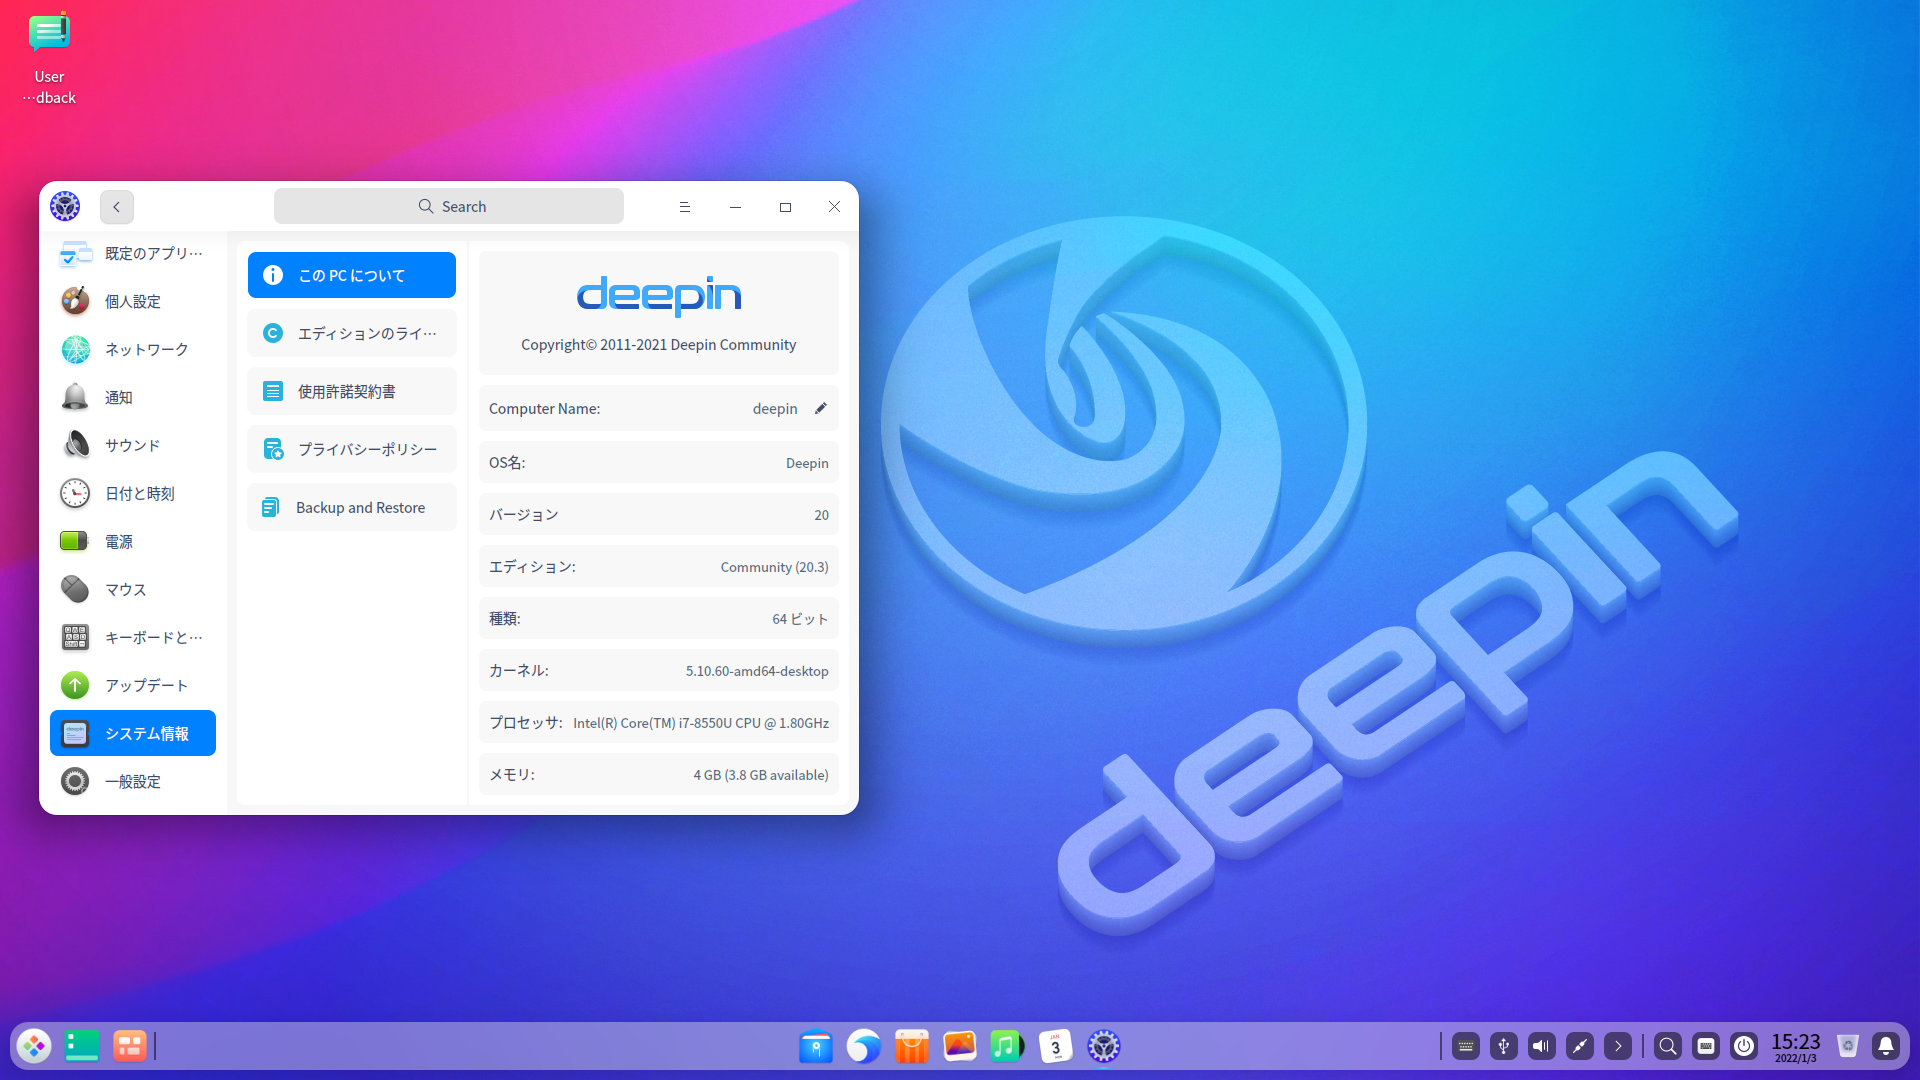 User
…dback
Search
既定のアプリ…
個人設定
ネットワーク
通知
サウンド
日付と時刻
電源
マウス
キーボードと…
アップデート
システム情報
一般設定
この PC について
エディションのライ…
使用許諾契約書
プライバシーポリシー
Backup and Restore
deepin
Copyright© 2011-2021 Deepin Community
Computer Name: deepin
OS名: Deepin
バージョン 20
エディション: Community (20.3)
種類: 64 ビット
カーネル: 5.10.60-amd64-desktop
プロセッサ: Intel(R) Core(TM) i7-8550U CPU @ 1.80GHz
メモリ: 4 GB (3.8 GB available)
deepin
JAN
3
15:23
2022/1/3